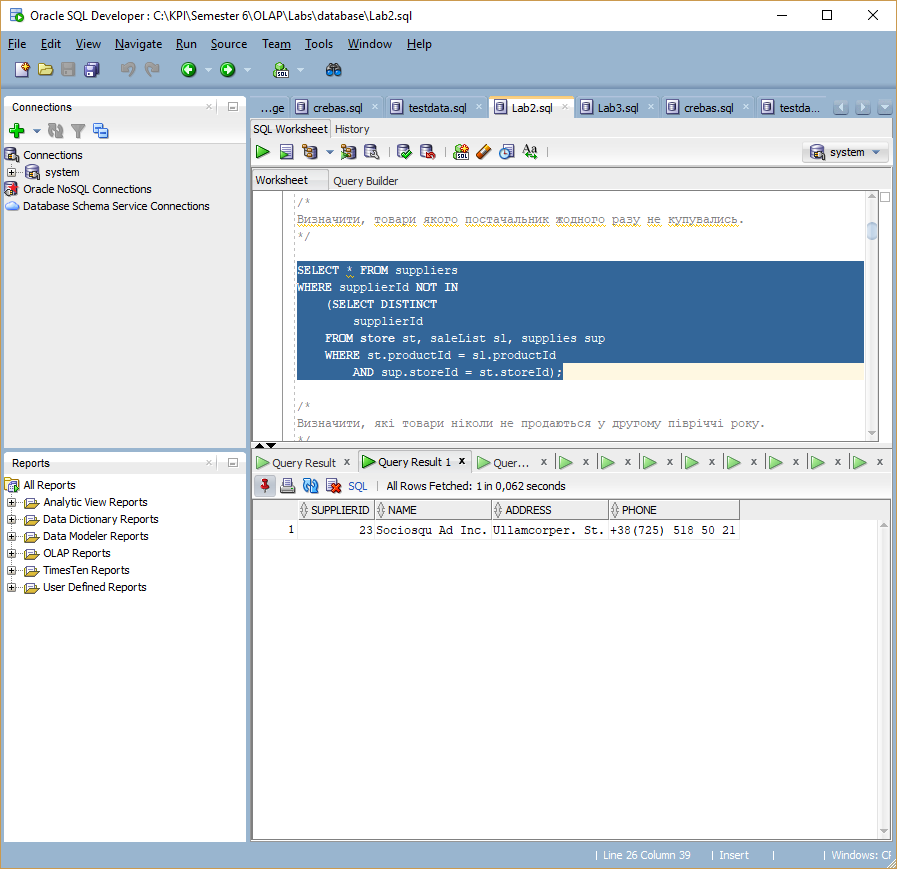 Oracle SQL Developer : C:\KPI\Semester 6\OLAP\Labs\database\Lab2.sql
File Edit View Navigate Run Source Team Tools Window Help
Connections
Connections
system
Oracle NoSQL Connections
Database Schema Service Connections
Reports
All Reports
Analytic View Reports
Data Dictionary Reports
Data Modeler Reports
OLAP Reports
TimesTen Reports
User Defined Reports
...ge crebas.sql testdata.sql Lab2.sql Lab3.sql crebas.sql testda...
SQL Worksheet History
system
Worksheet Query Builder
/*
Визначити, товари якого постачальник жодного разу не купувались.
*/
SELECT * FROM suppliers
WHERE supplierId NOT IN
(SELECT DISTINCT
supplierId
FROM store st, saleList sl, supplies sup
WHERE st.productId = sl.productId
AND sup.storeId = st.storeId);
/*
Визначити, які товари ніколи не продаються у другому півріччі року.
*/
Query Result x Query Result 1 x Quer... x x x x x x x x x
SQL | All Rows Fetched: 1 in 0,062 seconds
SUPPLIERID NAME ADDRESS PHONE
1 23 Sociosqu Ad Inc. Ullamcorper. St. +38(725) 518 50 21
Line 26 Column 39 | Insert | | Windows: